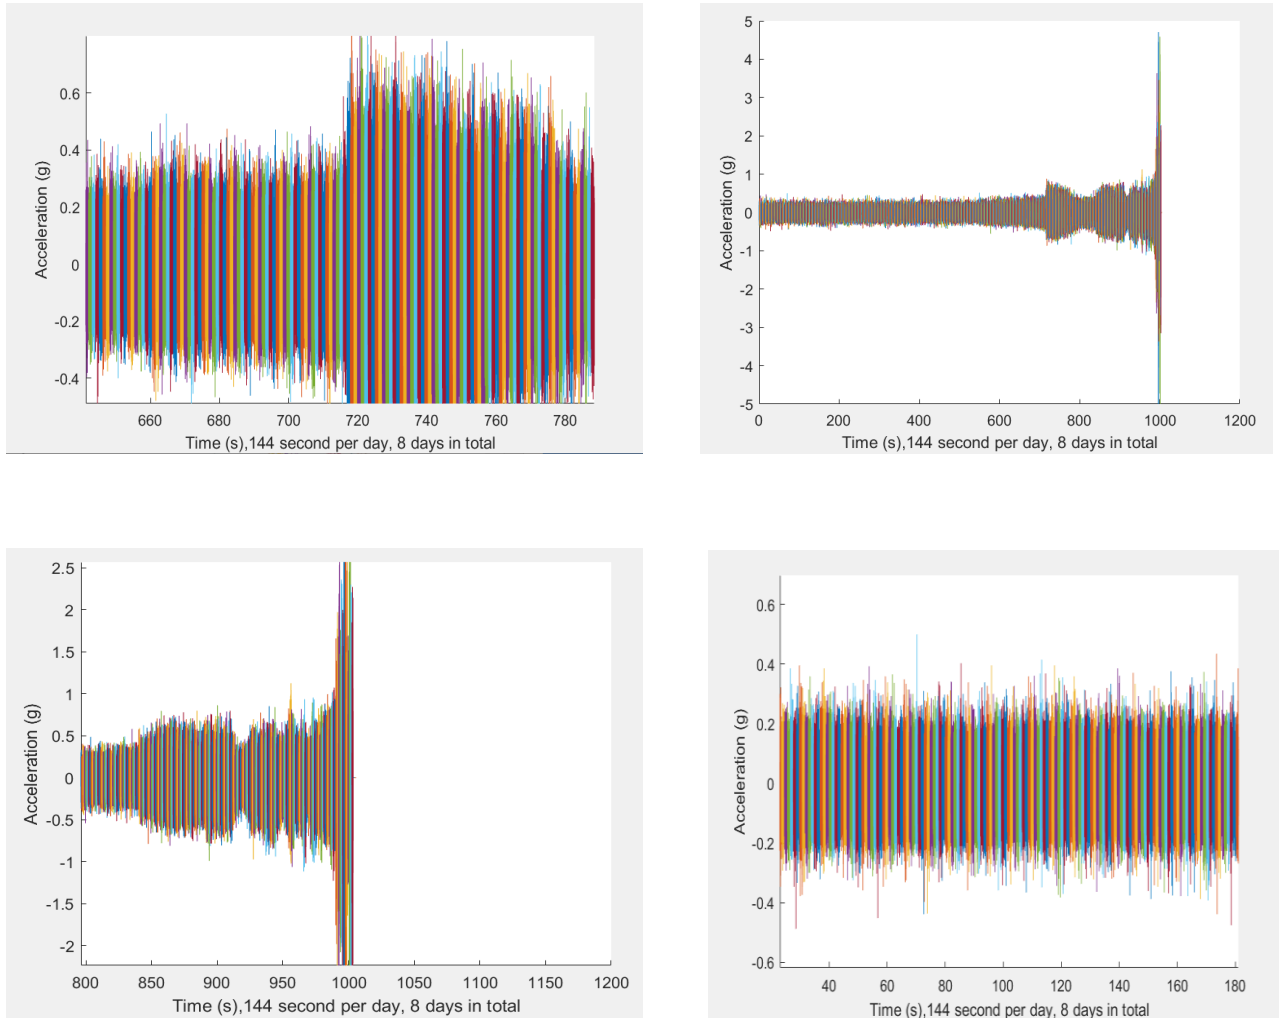 0.6
0.4
0.2
0
-0.2
-0.4
Acceleration (g)
660 680 700 720 740 760 780
Time (s),144 second per day, 8 days in total
5
4
3
2
1
0
-1
-2
-3
-4
-5
Acceleration (g)
0 200 400 600 800 1000 1200
Time (s),144 second per day, 8 days in total
2.5
2
1.5
1
0.5
0
-0.5
-1
-1.5
-2
Acceleration (g)
800 850 900 950 1000 1050 1100 1150 1200
Time (s),144 second per day, 8 days in total
0.6
0.4
0.2
0
-0.2
-0.4
-0.6
Acceleration (g)
40 60 80 100 120 140 160 180
Time (s),144 second per day, 8 days in total